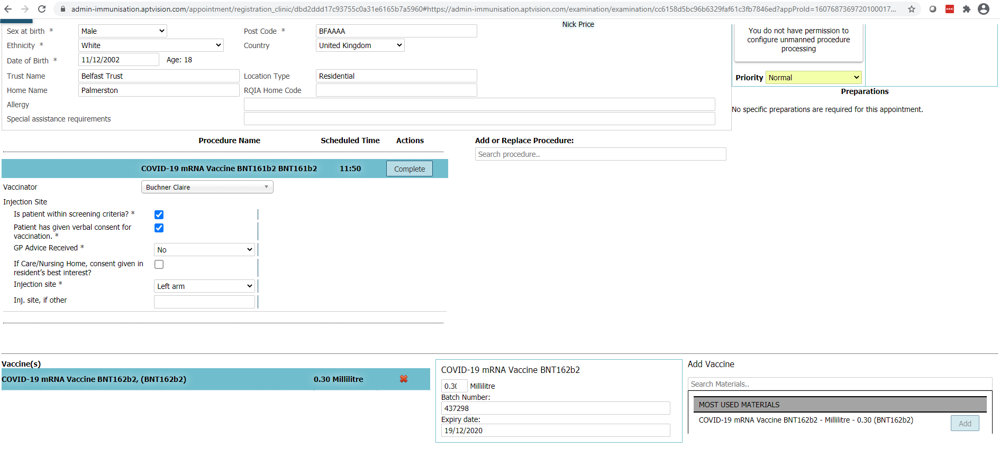 admin-immunisation.aptvision.com/appointment/registration_clinic/dbd2ddd17c93755c0a31e6165b7a5960#https://admin-immunisation.aptvision.com/examination/examination/cc6158d5bc96b6329faf61c3fb7846ed?appProId=1607687369720100017...
Nick Price
Sex at birth * Male Post Code * BFAAAA
Ethnicity * White Country United Kingdom
Date of Birth * 11/12/2002 Age: 18
Trust Name Belfast Trust Location Type Residential
Home Name Palmerston RQIA Home Code
Allergy
Special assistance requirements
You do not have permission to
configure unmanned procedure
processing
Priority Normal
Preparations
No specific preparations are required for this appointment.
Procedure Name Scheduled Time Actions
Add or Replace Procedure:
Search procedure..
COVID-19 mRNA Vaccine BNT161b2 BNT161b2 11:50 Complete
Vaccinator Buchner Claire
Injection Site
Is patient within screening criteria? *
Patient has given verbal consent for
vaccination. *
GP Advice Received * No
If Care/Nursing Home, consent given in
resident's best interest?
Injection site * Left arm
Inj. site, if other
Vaccine(s)
COVID-19 mRNA Vaccine BNT162b2, (BNT162b2) 0.30 Millilitre
COVID-19 mRNA Vaccine BNT162b2
0.30 Millilitre
Batch Number:
437298
Expiry date:
19/12/2020
Add Vaccine
Search Materials..
MOST USED MATERIALS
COVID-19 mRNA Vaccine BNT162b2 - Millilitre - 0.30 (BNT162b2) Add